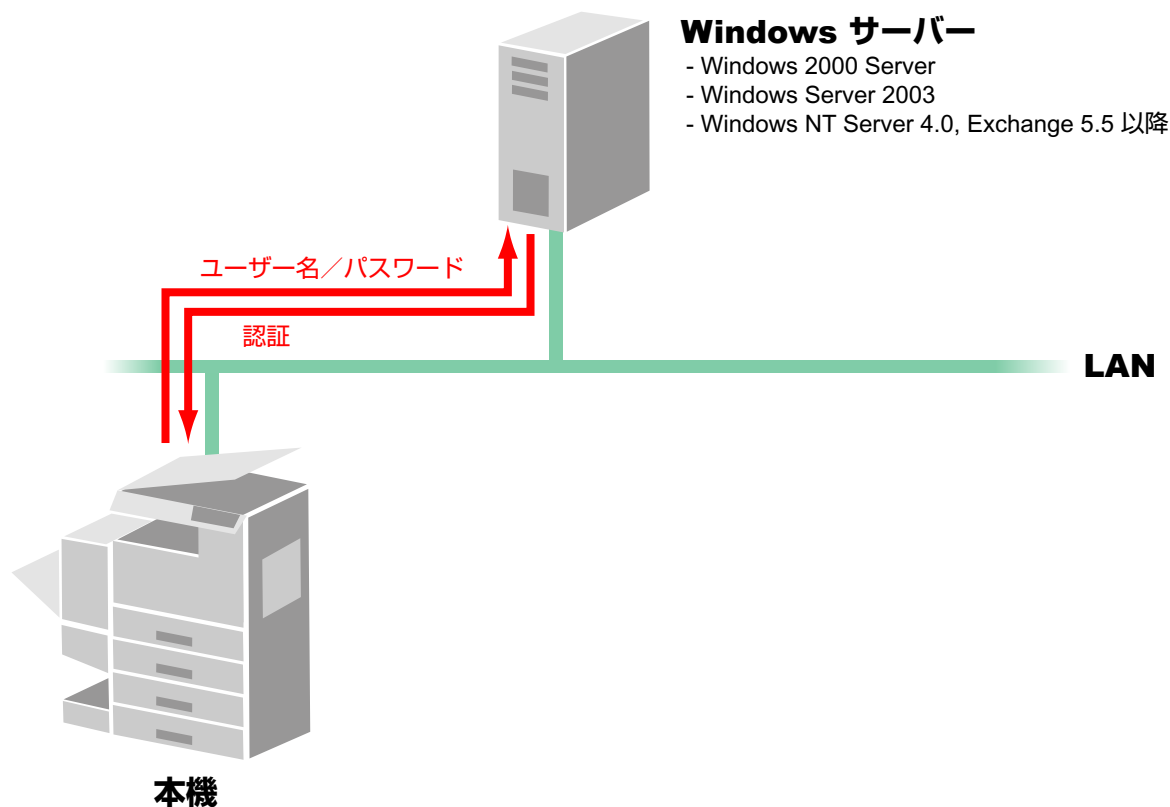 Windows サーバー
- Windows 2000 Server
- Windows Server 2003
- Windows NT Server 4.0, Exchange 5.5 以降
ユーザー名／パスワード
認証
LAN
本機